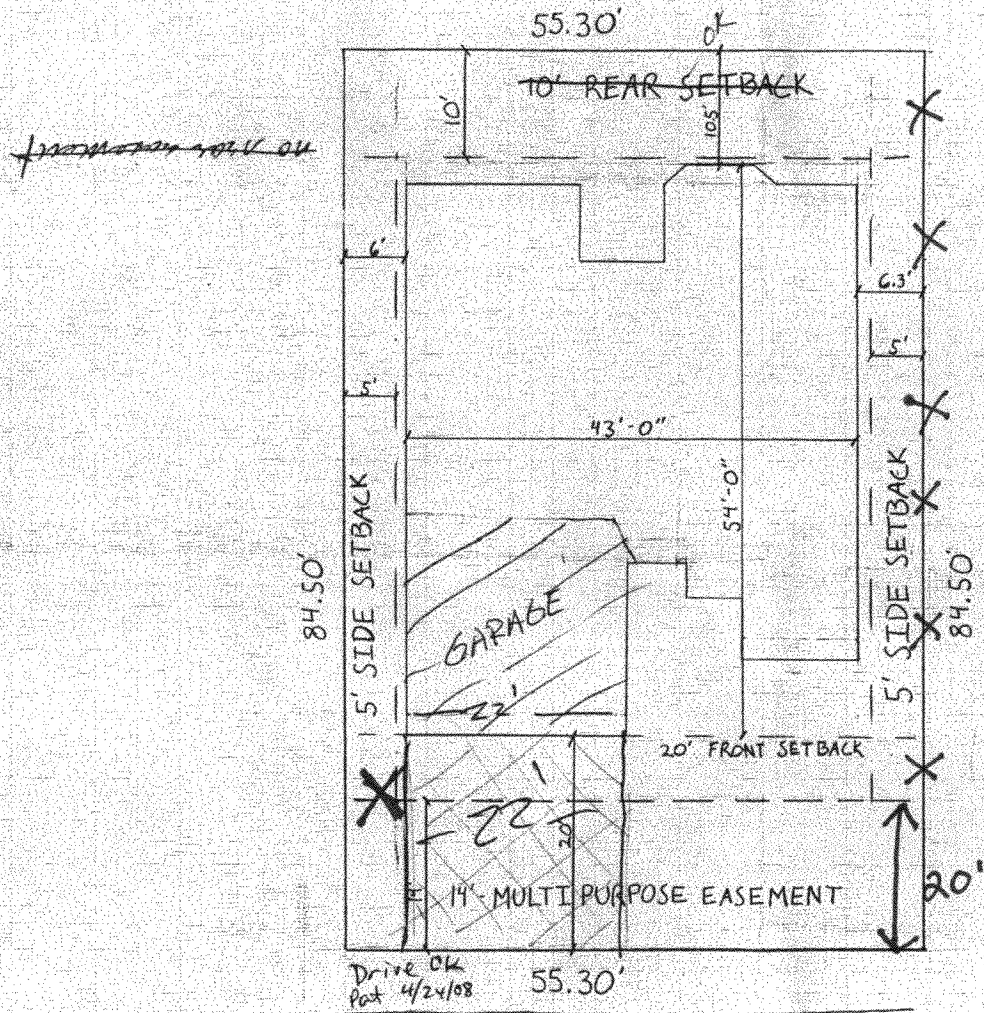 55.30'
OK
10' REAR SETBACK
10'
105
6'
6.3'
5'
5'
43'-0"
54'-0"
84.50'
5' SIDE SETBACK
5' SIDE SETBACK
84.50'
GARAGE
22'
20' FRONT SETBACK
22'
20'
14'
14'-MULTI PURPOSE EASEMENT
20'
Drive OK
Pat 4/24/08
55.30'